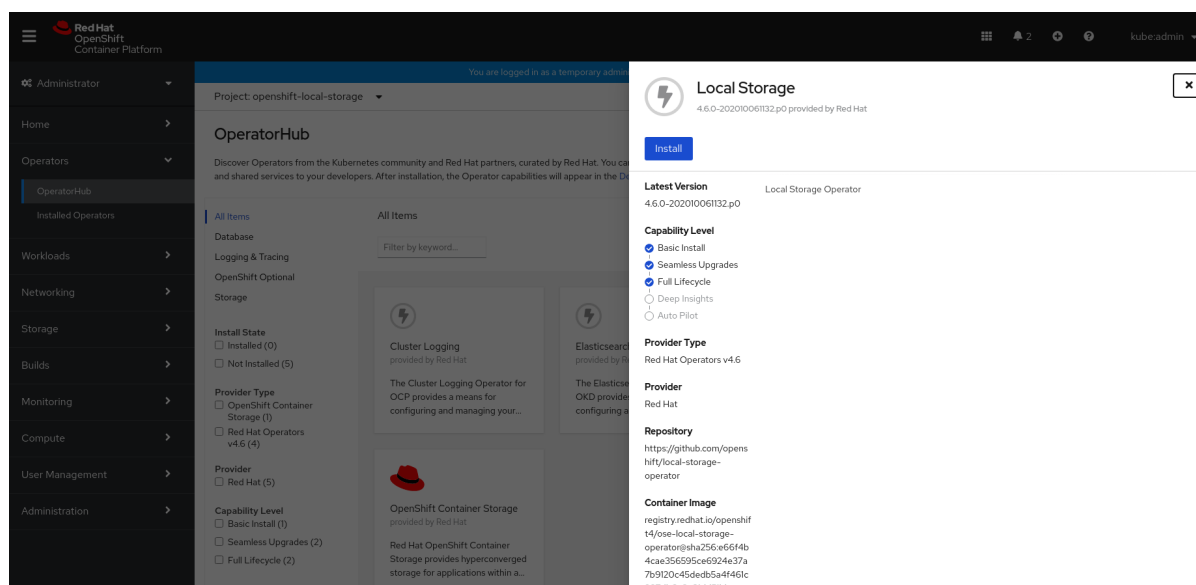 Red Hat
OpenShift
Container Platform
2
kube:admin
Administrator
Home
Operators
OperatorHub
Installed Operators
Workloads
Networking
Storage
Builds
Monitoring
Compute
User Management
Administration
You are logged in as a temporary admin
Project: openshift-local-storage
OperatorHub
Discover Operators from the Kubernetes community and Red Hat partners, curated by Red Hat. You ca
and shared services to your developers. After installation, the Operator capabilities will appear in the De
All Items
Database
Logging & Tracing
OpenShift Optional
Storage
Install State
Installed (0)
Not Installed (5)
Provider Type
OpenShift Container
Storage (1)
Red Hat Operators
v4.6 (4)
Provider
Red Hat (5)
Capability Level
Basic Install (1)
Seamless Upgrades (2)
Full Lifecycle (2)
All Items
Filter by keyword...
Cluster Logging
provided by Red Hat
The Cluster Logging Operator for
OCP provides a means for
configuring and managing your...
Elasticsearc
provided by R
The Elasticse
OKD provide
configuring a
OpenShift Container Storage
provided by Red Hat
Red Hat OpenShift Container
Storage provides hyperconverged
storage for applications within a...
Local Storage
4.6.0-202010061132.p0 provided by Red Hat
Install
Latest Version
4.6.0-202010061132.p0
Local Storage Operator
Capability Level
Basic Install
Seamless Upgrades
Full Lifecycle
Deep Insights
Auto Pilot
Provider Type
Red Hat Operators v4.6
Provider
Red Hat
Repository
https://github.com/opens
hift/local-storage-
operator
Container Image
registry.redhat.io/openshif
t4/ose-local-storage-
operator@sha256:e66f4b
4cae356595ce6924e37a
7b9120c45dedb5a4f461c